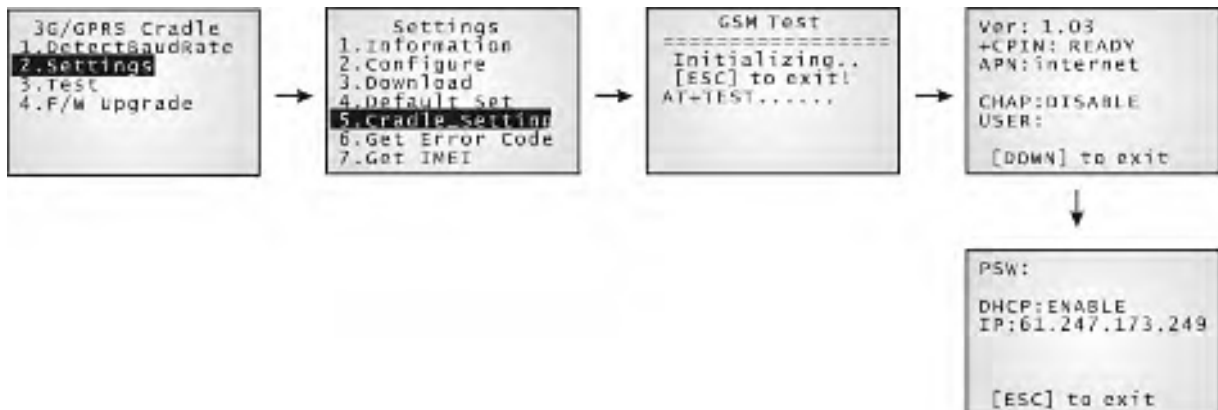 3G/GPRS Cradle
1.DetectBaudRate
2.Settings
3.Test
4.F/W Upgrade
Settings
1.Information
2.Configure
3.Download
4.Default Set
5.Cradle Setting
6.Get Error Code
7.Get IMEI
GSM Test
================
Initializing..
[ESC] to exit!
AT+TEST......
Ver: 1.03
+CPIN: READY
APN:internet
CHAP:DISABLE
USER:
[DOWN] to exit
PSW:
DHCP:ENABLE
IP:61.247.173.249
[ESC] to exit